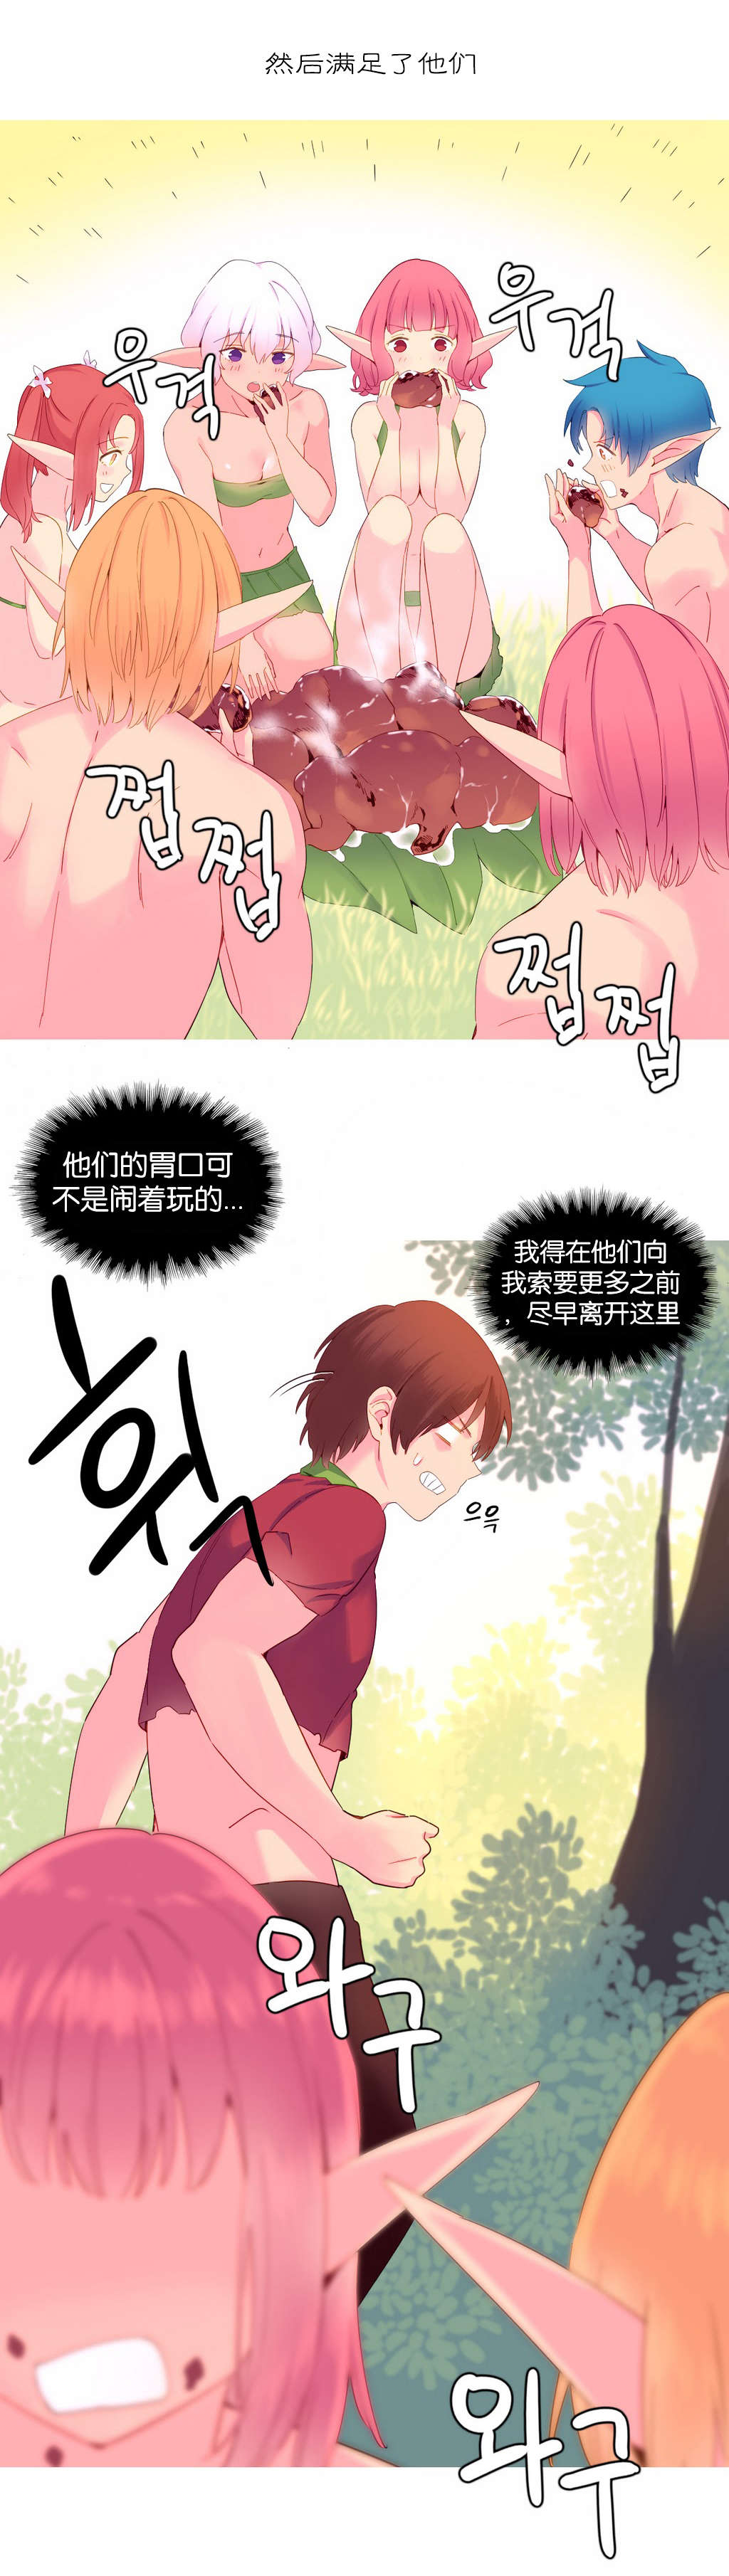 然后满足了他们
우걱
우걱
쩝쩝
쩝쩝
他们的胃口可
不是闹着玩的...
我得在他们向
我索要更多之前
，尽早离开这里
휙
으윽
와구
와구